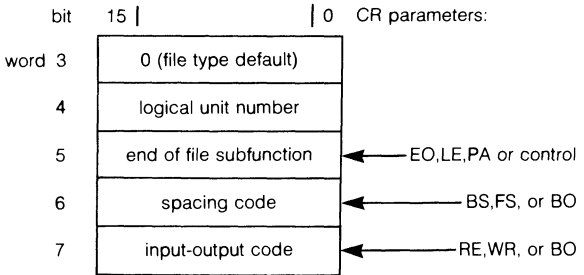 bit 15 0 CR parameters:
word 3 0 (file type default)
4 logical unit number
5 end of file subfunction EO,LE,PA or control
6 spacing code BS,FS, or BO
7 input-output code RE,WR, or BO